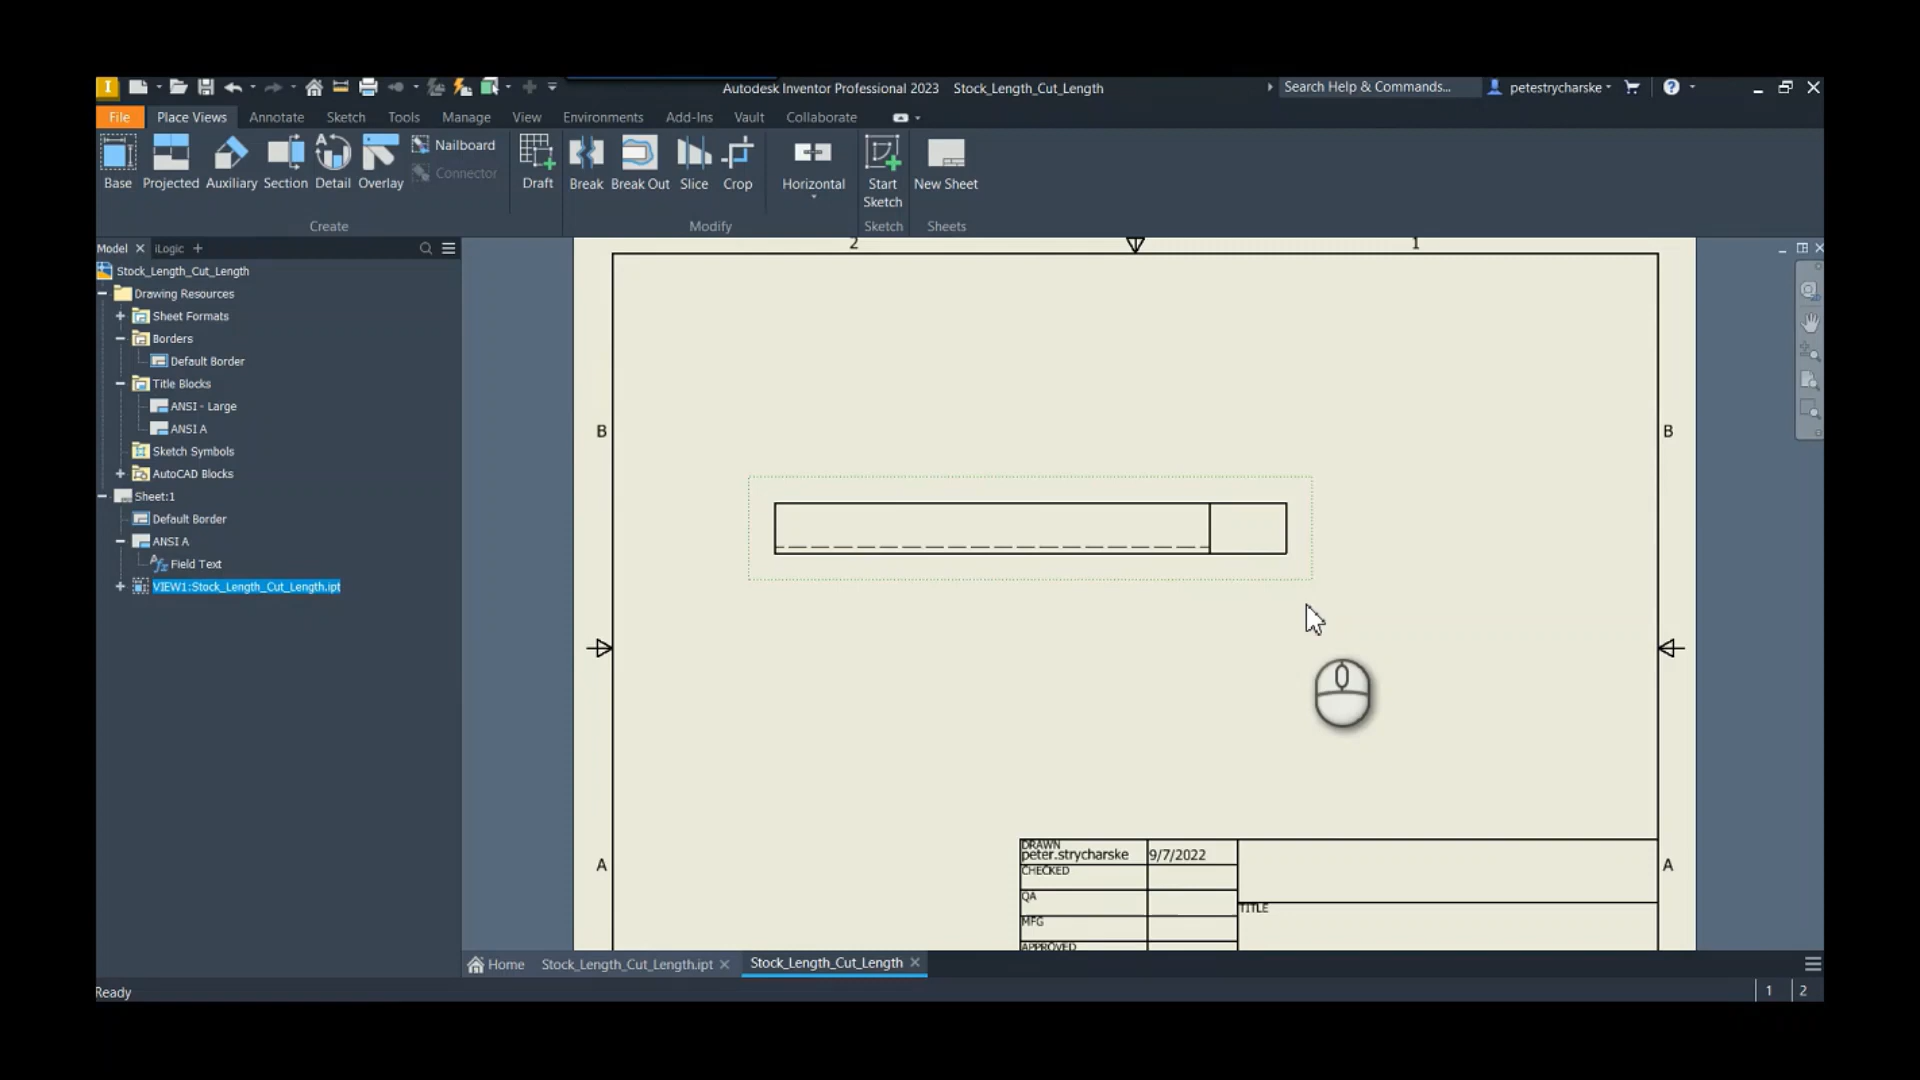 Autodesk Inventor Professional 2023 Stock_Length_Cut_Length
Search Help & Commands...
petestrycharske
File
Place Views
Annotate
Sketch
Tools
Manage
View
Environments
Add-Ins
Vault
Collaborate
Base
Projected
Auxiliary
Section
Detail
Overlay
Nailboard
Connector
Draft
Break
Break Out
Slice
Crop
Horizontal
Start
Sketch
New Sheet
Create
Modify
Sketch
Sheets
Model
iLogic
Stock_Length_Cut_Length
Drawing Resources
Sheet Formats
Borders
Default Border
Title Blocks
ANSI - Large
ANSI A
Sketch Symbols
AutoCAD Blocks
Sheet:1
Default Border
ANSI A
Field Text
VIEW1:Stock_Length_Cut_Length.ipt
2
1
B
B
A
A
DRAWN
peter.strycharske
9/7/2022
CHECKED
QA
MFG
APPROVED
TITLE
Home
Stock_Length_Cut_Length.ipt
Stock_Length_Cut_Length
Ready
1
2